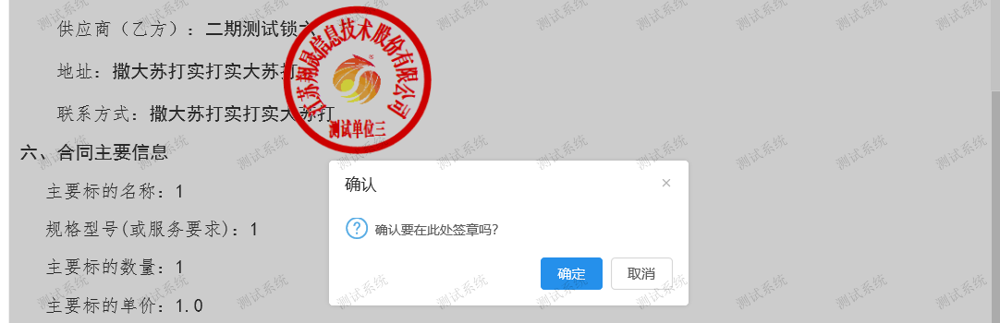 供应商（乙方）：二期测试锁六
地址：撒大苏打实打实大苏打
联系方式：撒大苏打实打实大苏打
江苏翔晟信息技术股份有限公司
测试单位三
六、合同主要信息
主要标的名称：1
规格型号(或服务要求)：1
主要标的数量：1
主要标的单价：1.0
确认
确认要在此处签章吗?
确定
取消
测试系统